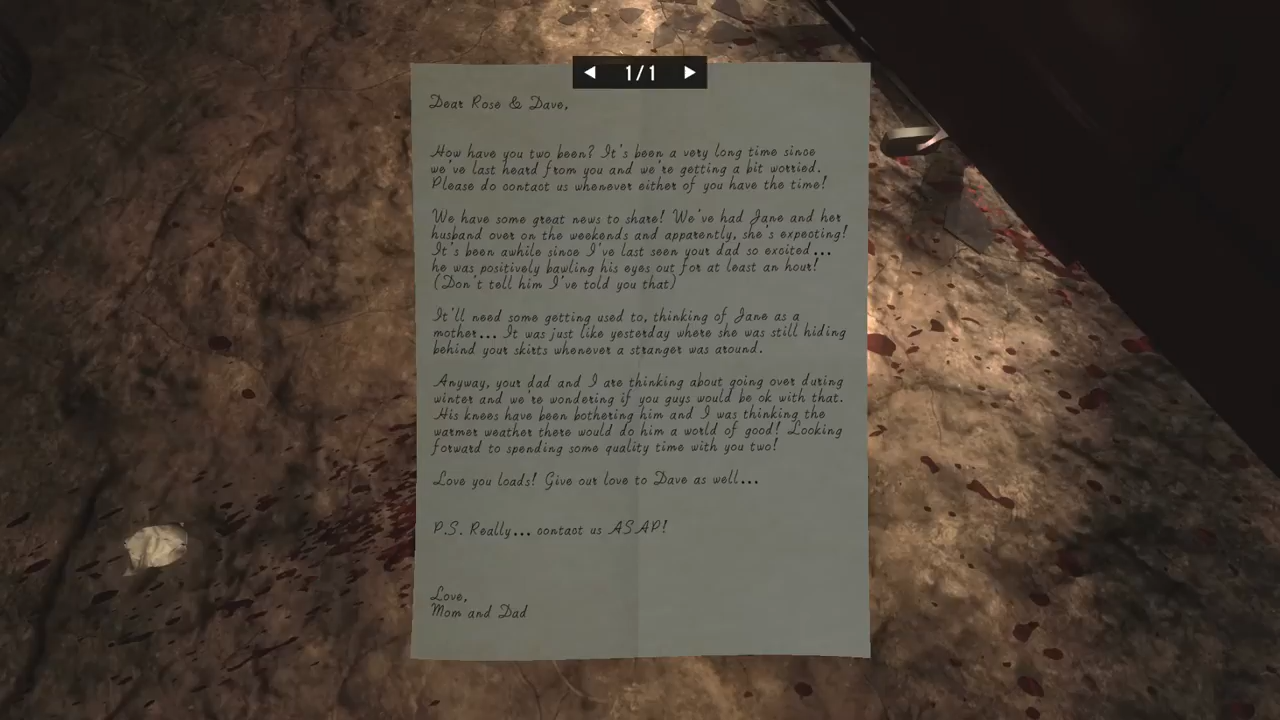 1/1
Dear Rose & Dave,
How have you two been? It's been a very long time since
we've last heard from you and we're getting a bit worried.
Please do contact us whenever either of you have the time!
We have some great news to share! We've had Jane and her
husband over on the weekends and apparently, she's expecting!
It's been awhile since I've last seen your dad so excited...
he was positively bawling his eyes out for at least an hour!
(Don't tell him I've told you that)
It'll need some getting used to, thinking of Jane as a
mother... It was just like yesterday where she was still hiding
behind your skirts whenever a stranger was around.
Anyway, your dad and I are thinking about going over during
winter and we're wondering if you guys would be ok with that.
His knees have been bothering him and I was thinking the
warmer weather there would do him a world of good! Looking
forward to spending some quality time with you two!
Love you loads! Give our love to Dave as well...
P.S. Really... contact us ASAP!
Love,
Mom and Dad